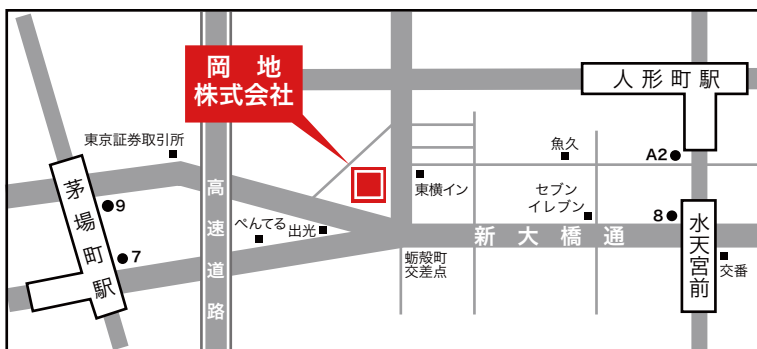 岡 地
株式会社
人形町駅
東京証券取引所
魚久
A2
茅場町駅
9
高速道路
東横イン
セブン
イレブン
8
水天宮前
ぺんてる
出光
新大橋通
7
蛎殻町
交差点
交番